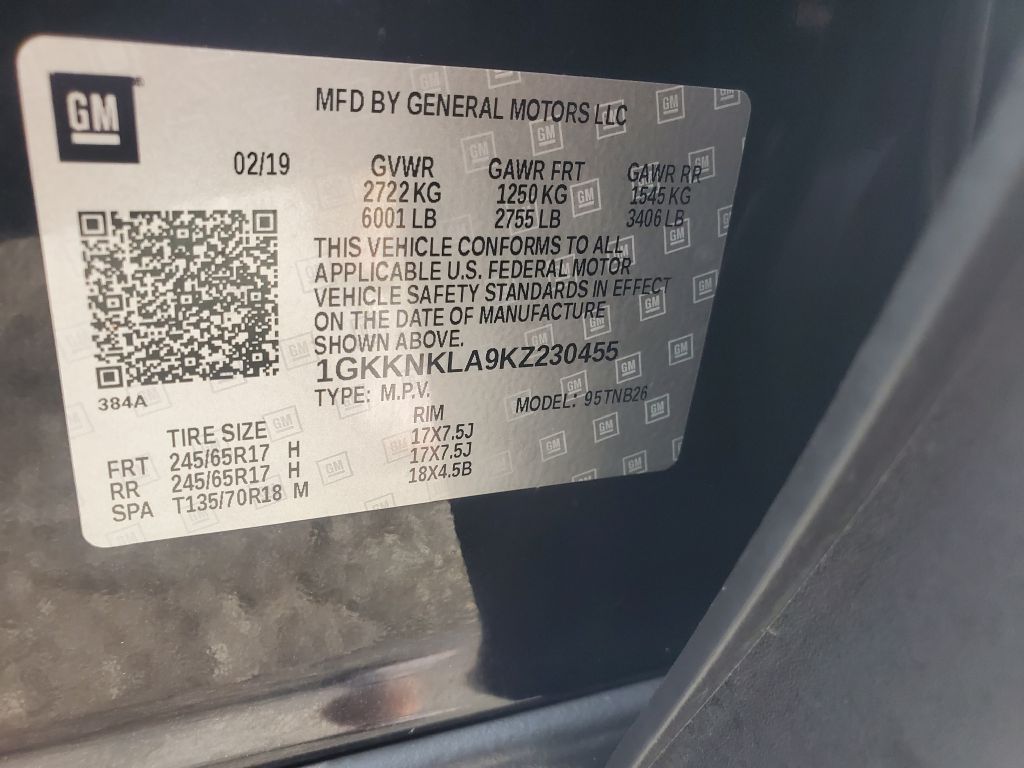 GM
MFD BY GENERAL MOTORS LLC
02/19 GVWR GAWR FRT GAWR RR
2722 KG 1250 KG 1545 KG
6001 LB 2755 LB 3406 LB
THIS VEHICLE CONFORMS TO ALL
APPLICABLE U.S. FEDERAL MOTOR
VEHICLE SAFETY STANDARDS IN EFFECT
ON THE DATE OF MANUFACTURE
SHOWN ABOVE.
1GKKNKLA9KZ230455
384A
TYPE: M.P.V. MODEL: 95TNB26
TIRE SIZE RIM
FRT 245/65R17 H 17X7.5J
RR 245/65R17 H 17X7.5J
SPA T135/70R18 M 18X4.5B